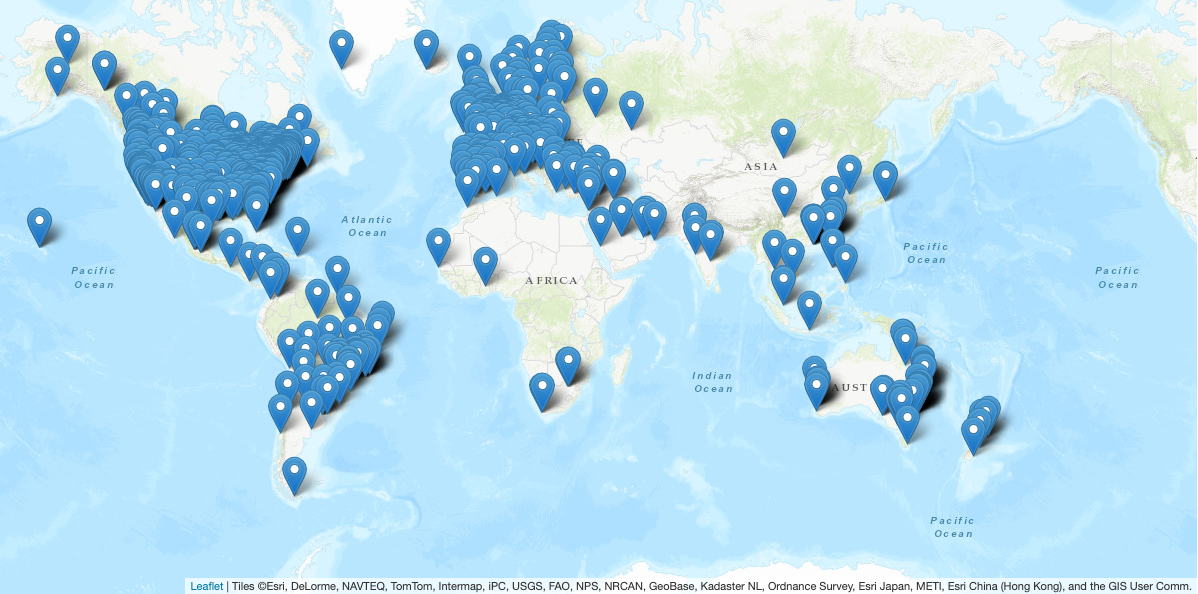 ASIA
Atlantic
Ocean
Pacific
Ocean
Pacific
Ocean
Pacific
Ocean
AFRICA
Indian
Ocean
AUST
Pacific
Ocean
Leaflet | Tiles ©Esri, DeLorme, NAVTEQ, TomTom, Intermap, iPC, USGS, FAO, NPS, NRCAN, GeoBase, Kadaster NL, Ordnance Survey, Esri Japan, METI, Esri China (Hong Kong), and the GIS User Comm.